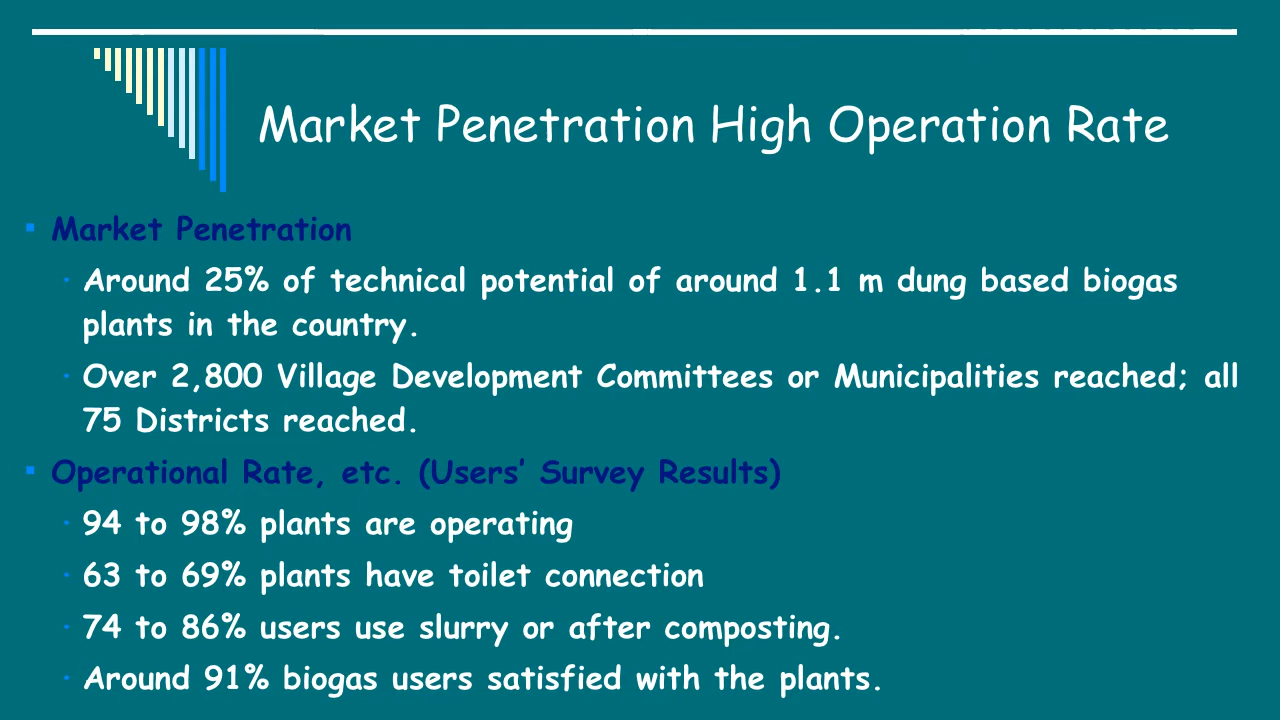 Market Penetration High Operation Rate
▪ Market Penetration
· Around 25% of technical potential of around 1.1 m dung based biogas
plants in the country.
· Over 2,800 Village Development Committees or Municipalities reached; all
75 Districts reached.
▪ Operational Rate, etc. (Users’ Survey Results)
· 94 to 98% plants are operating
· 63 to 69% plants have toilet connection
· 74 to 86% users use slurry or after composting.
· Around 91% biogas users satisfied with the plants.